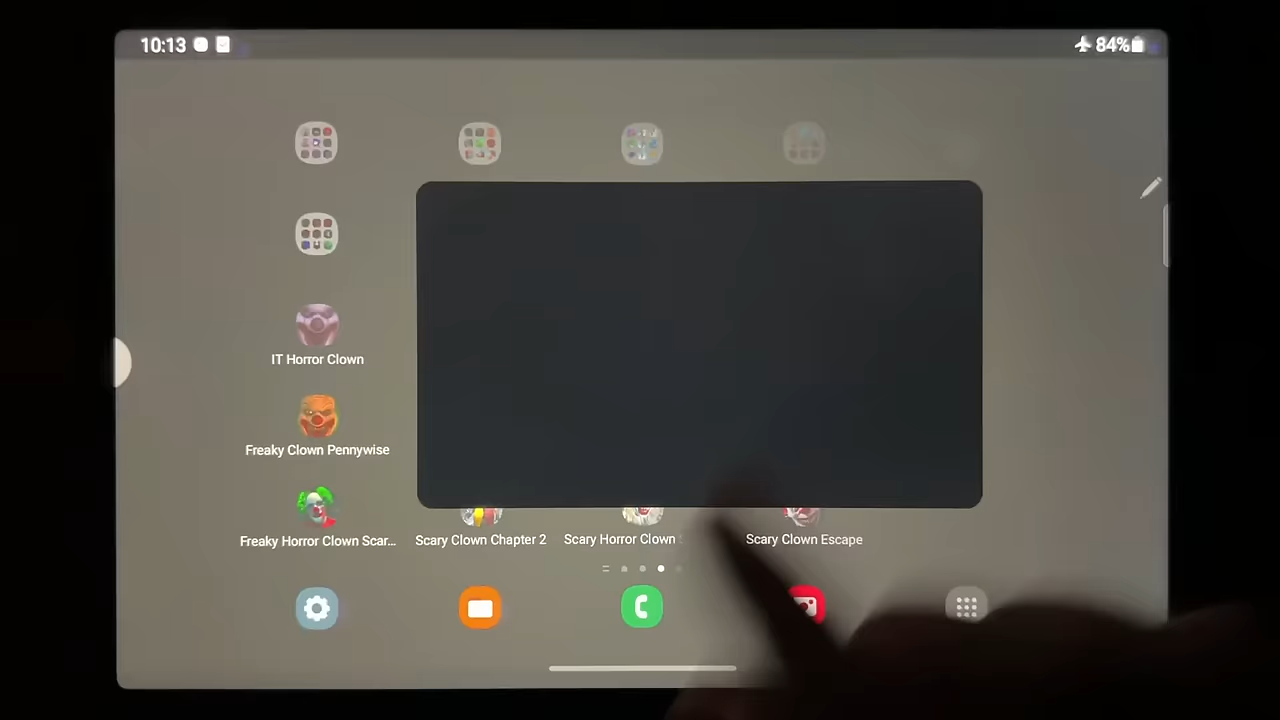 10:13
84%
IT Horror Clown
Freaky Clown Pennywise
Freaky Horror Clown Scar...
Scary Clown Chapter 2
Scary Horror Clown
Scary Clown Escape